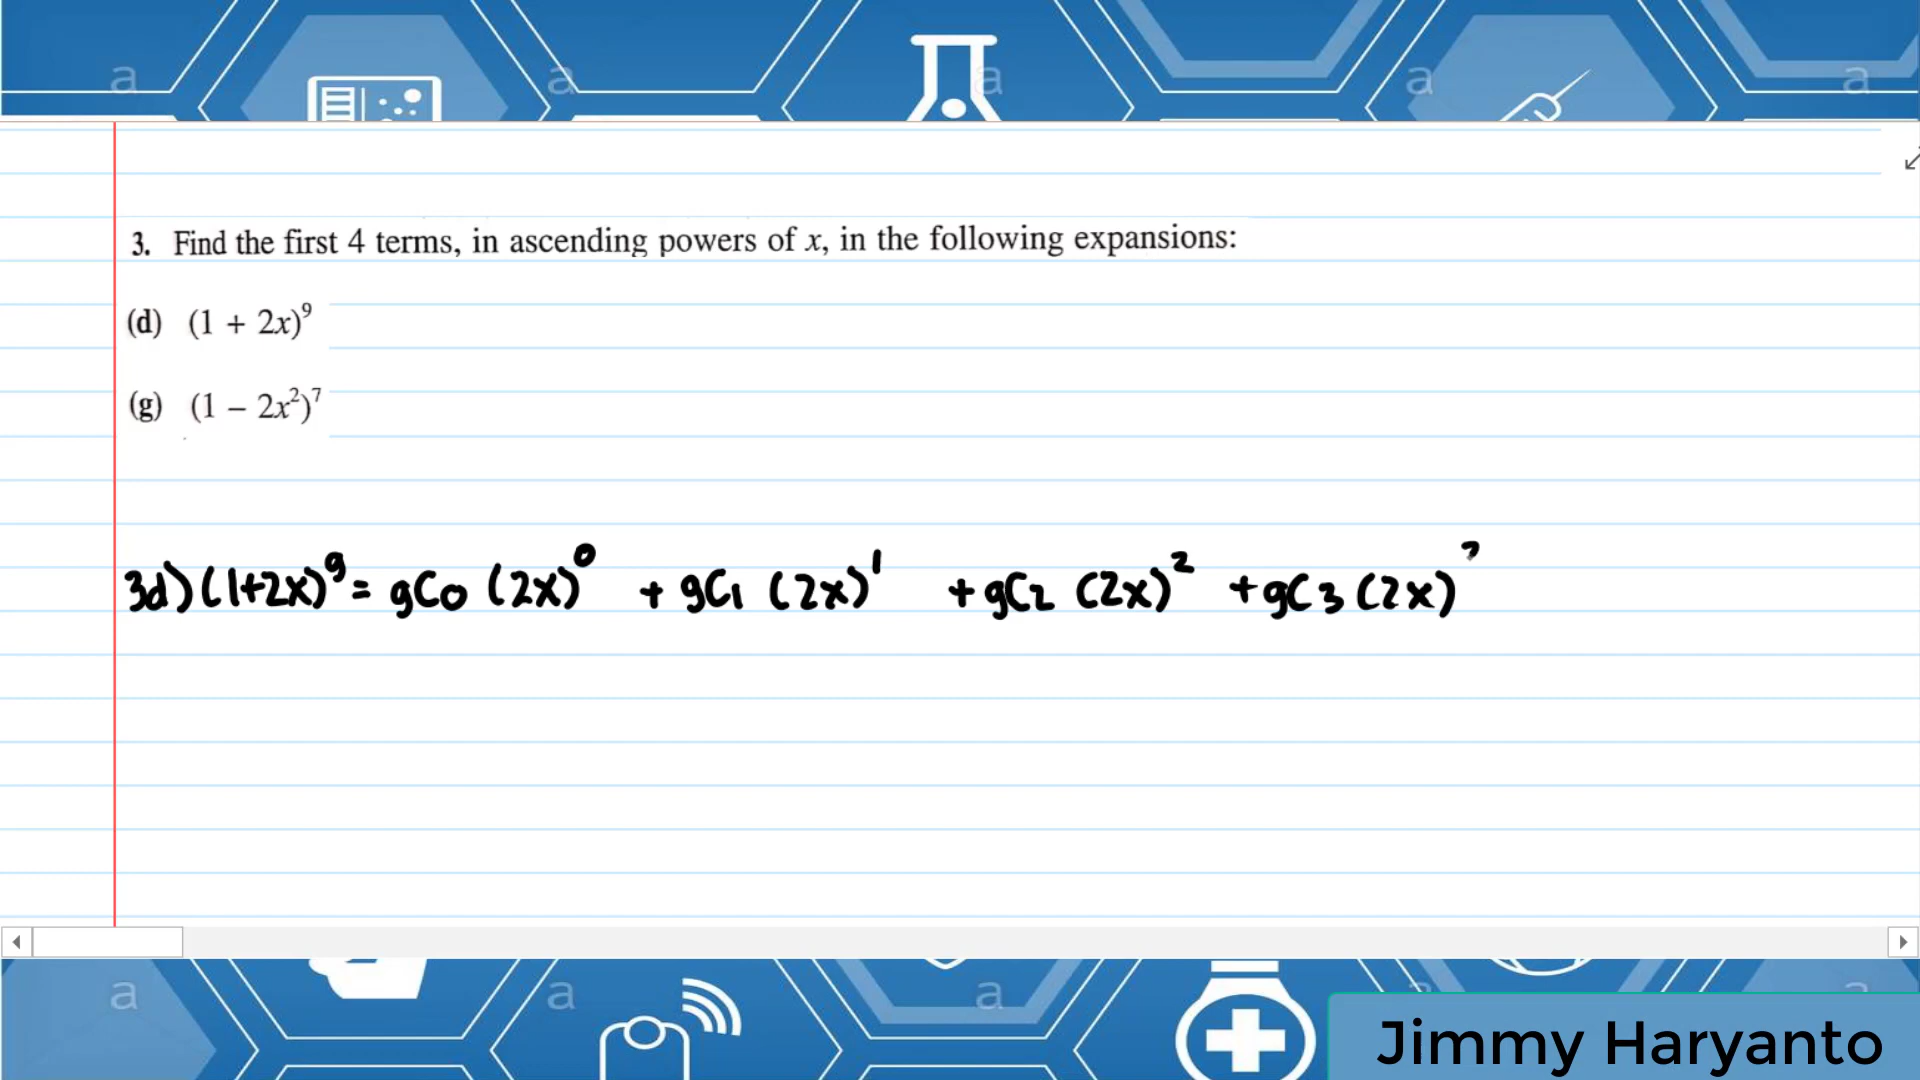 3. Find the first 4 terms, in ascending powers of x, in the following expansions:
(d) (1 + 2x)⁹
(g) (1 − 2x²)⁷
3d) (1+2x)⁹ = 9C0 (2x)⁰ + 9C1 (2x)¹ + 9C2 (2x)² + 9C3 (2x)
Jimmy Haryanto
a a a a a
a a a